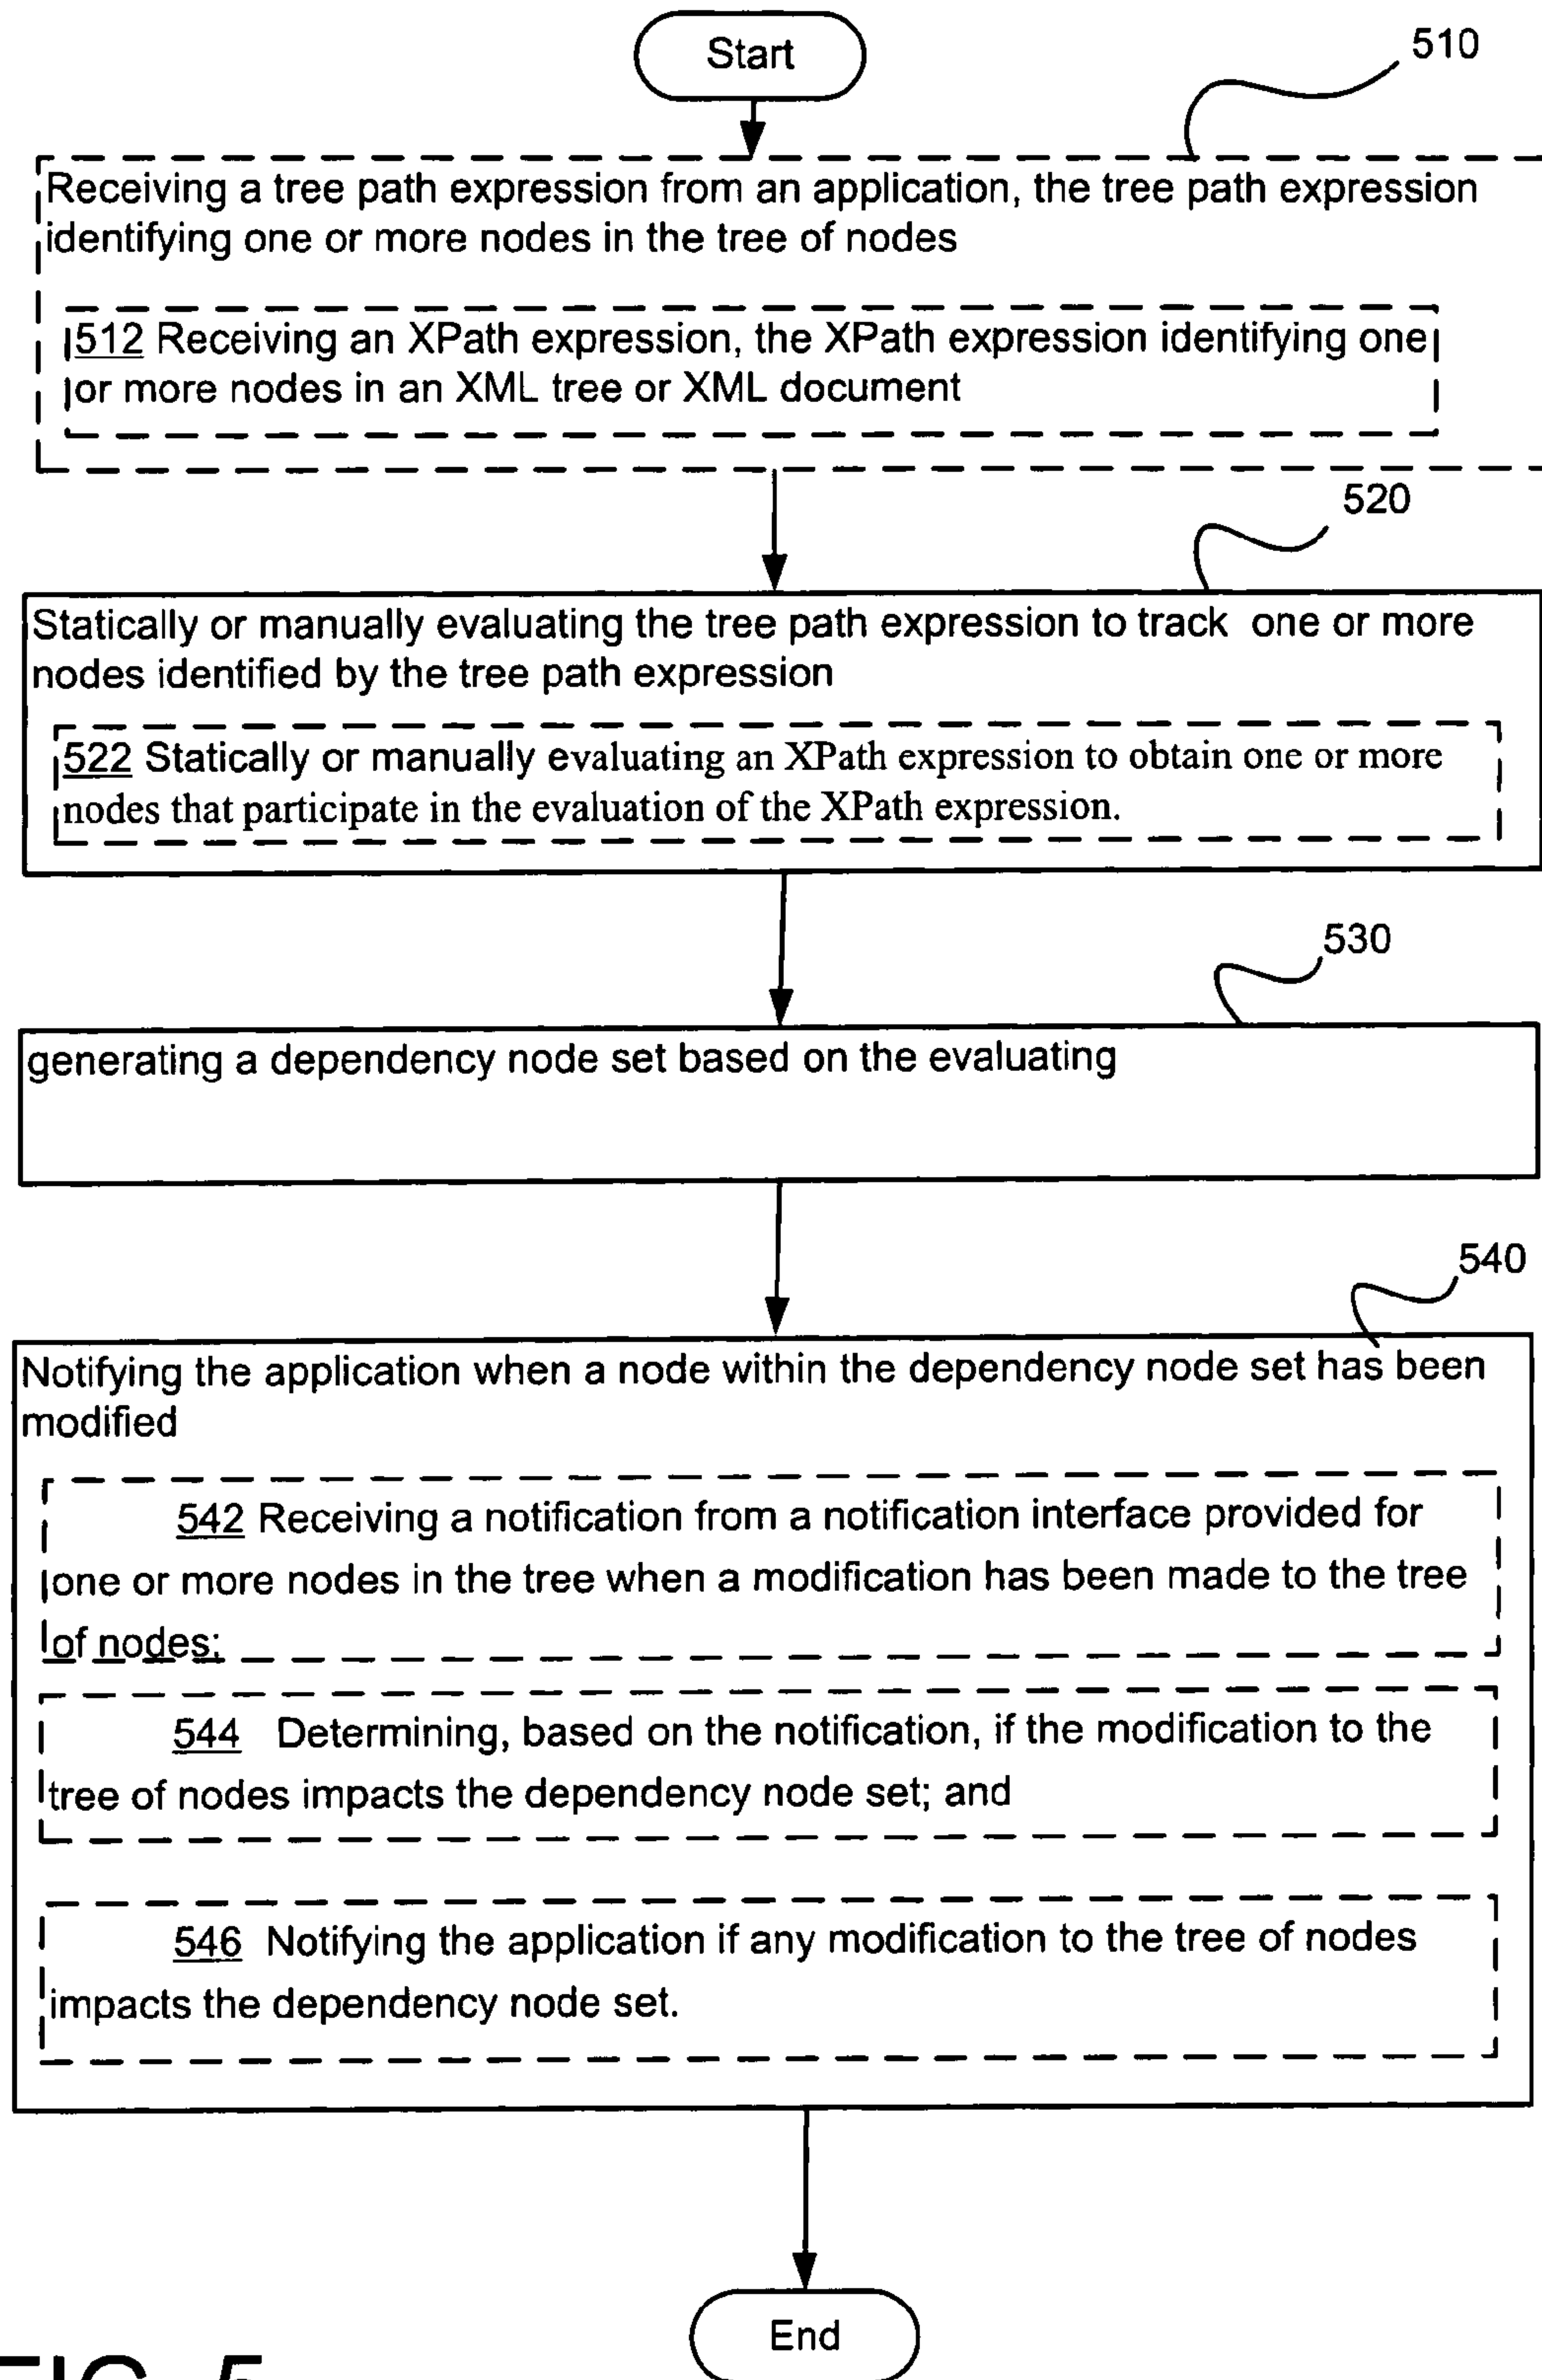 Start
510
Receiving a tree path expression from an application, the tree path expression
identifying one or more nodes in the tree of nodes
512 Receiving an XPath expression, the XPath expression identifying one
or more nodes in an XML tree or XML document
520
Statically or manually evaluating the tree path expression to track one or more
nodes identified by the tree path expression
522 Statically or manually evaluating an XPath expression to obtain one or more
nodes that participate in the evaluation of the XPath expression.
530
generating a dependency node set based on the evaluating
540
Notifying the application when a node within the dependency node set has been
modified
542 Receiving a notification from a notification interface provided for
one or more nodes in the tree when a modification has been made to the tree
of nodes;
544 Determining, based on the notification, if the modification to the
tree of nodes impacts the dependency node set; and
546 Notifying the application if any modification to the tree of nodes
impacts the dependency node set.
End
FIG. 5